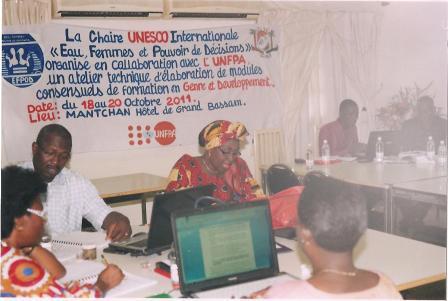 La Chaire UNESCO Internationale
« Eau, Femmes et Pouvoir de Décisions »
organise en collaboration avec L'UNFPA,
un atelier technique d'élaboration de modules
consensuels de formation en Genre et Developpement.
Date: du 18 au 20 Octobre 2011.
Lieu: MANTCHAN Hôtel de Grand Bassam.
EFPOD
UNFPA